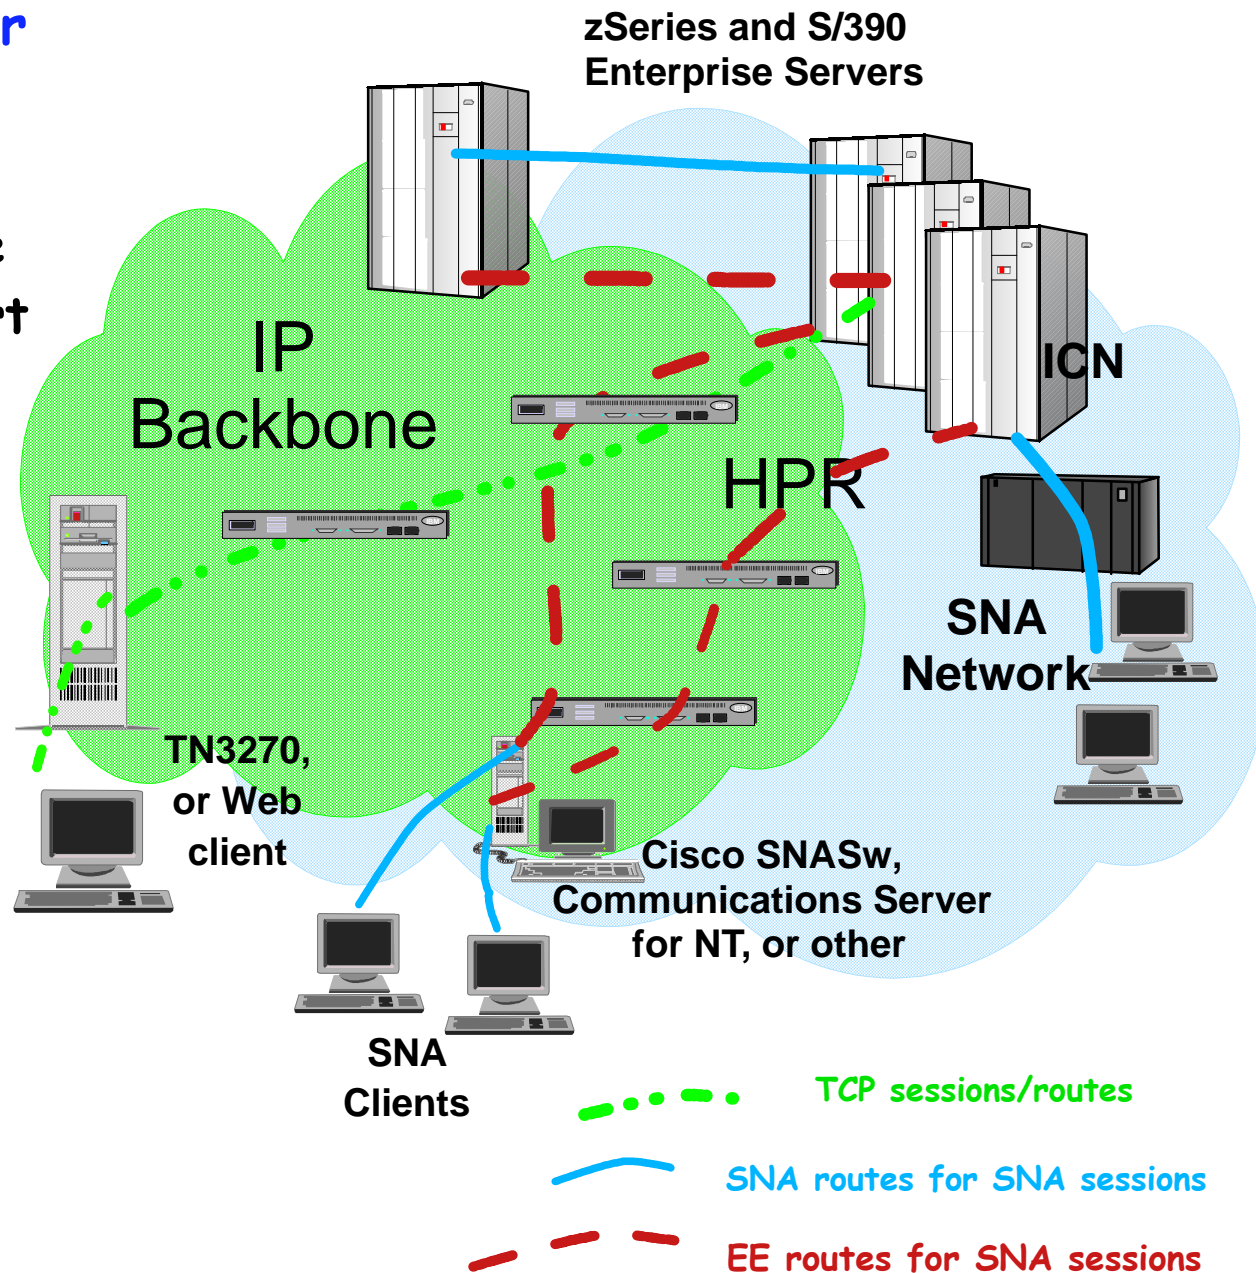 r
zSeries and S/390
Enterprise Servers
rt
IP
Backbone
ICN
HPR
SNA
Network
TN3270,
or Web
client
Cisco SNASw,
Communications Server
for NT, or other
SNA
Clients
TCP sessions/routes
SNA routes for SNA sessions
EE routes for SNA sessions